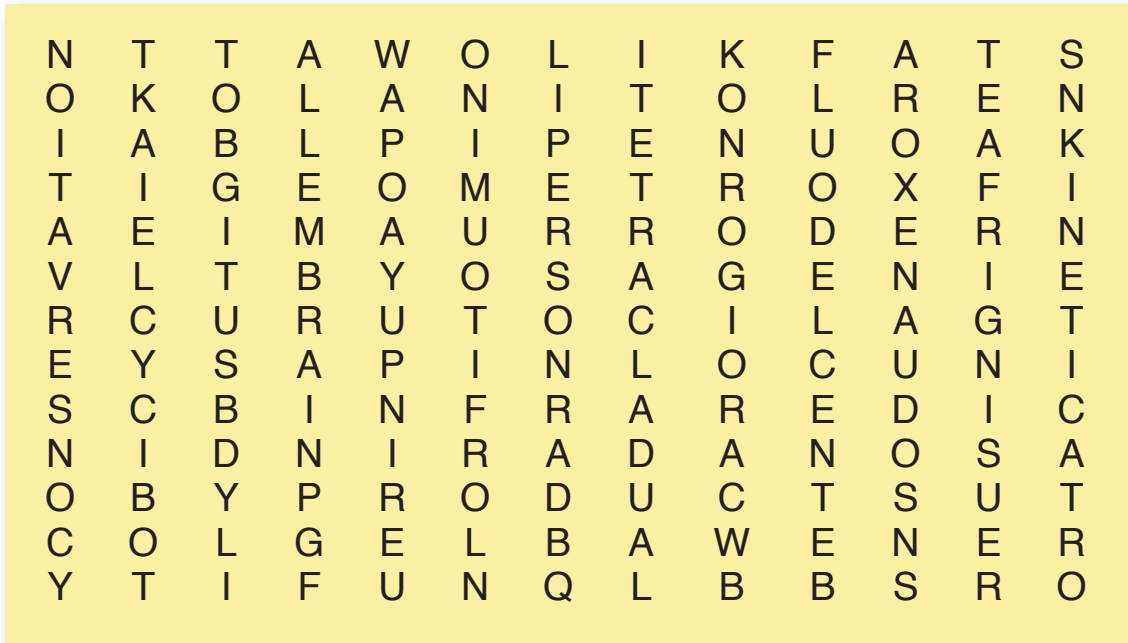 N T T A W O L I K F A T S
O K O L A N I T O L R E N
I A B L P I P E N U O A K
T I G E O M E T R O X F I
A E I M A U R R O D E R N
V L T B Y O S A G E N I E
R C U R U T O C I L A G T
E Y S A P I N L O C U N I
S C B I N F R A R E D I C
N I D N I R A D A N O S A
O B Y P R O D U C T S U T
C O L G E L B A W E N E R
Y T I F U N Q L B B S R O